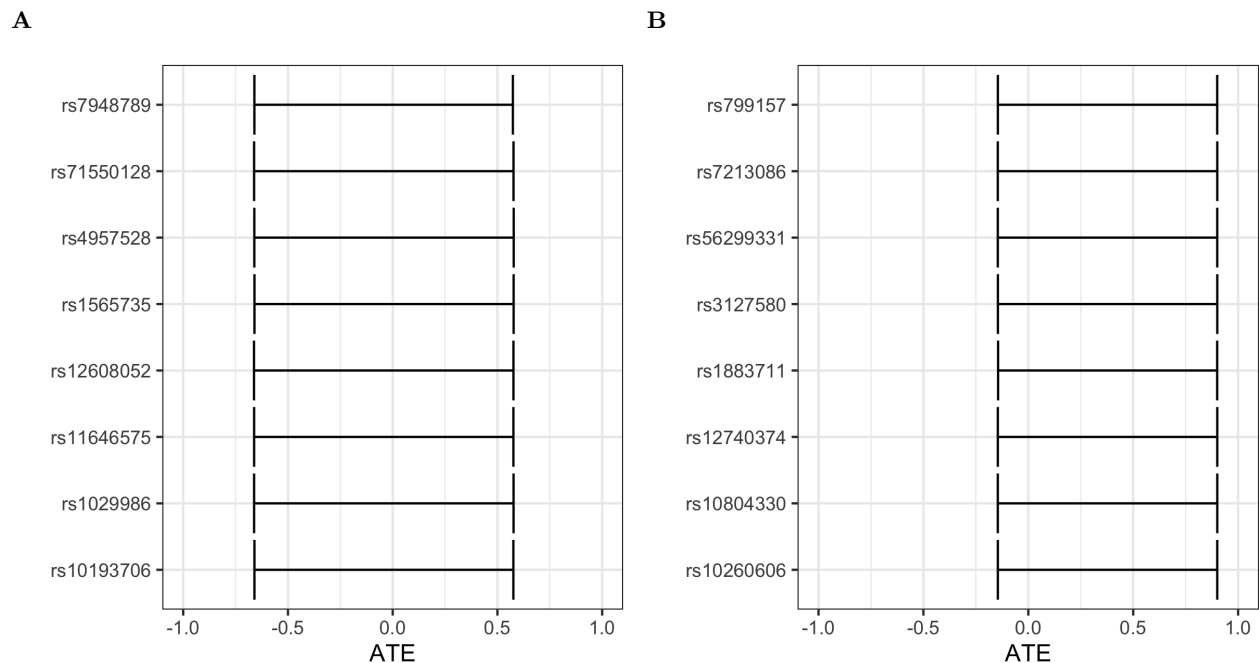 A
rs7948789
rs71550128
rs4957528
rs1565735
rs12608052
rs11646575
rs1029986
rs10193706
-1.0 -0.5 0.0 0.5 1.0
ATE
B
rs799157
rs7213086
rs56299331
rs3127580
rs1883711
rs12740374
rs10804330
rs10260606
-1.0 -0.5 0.0 0.5 1.0
ATE